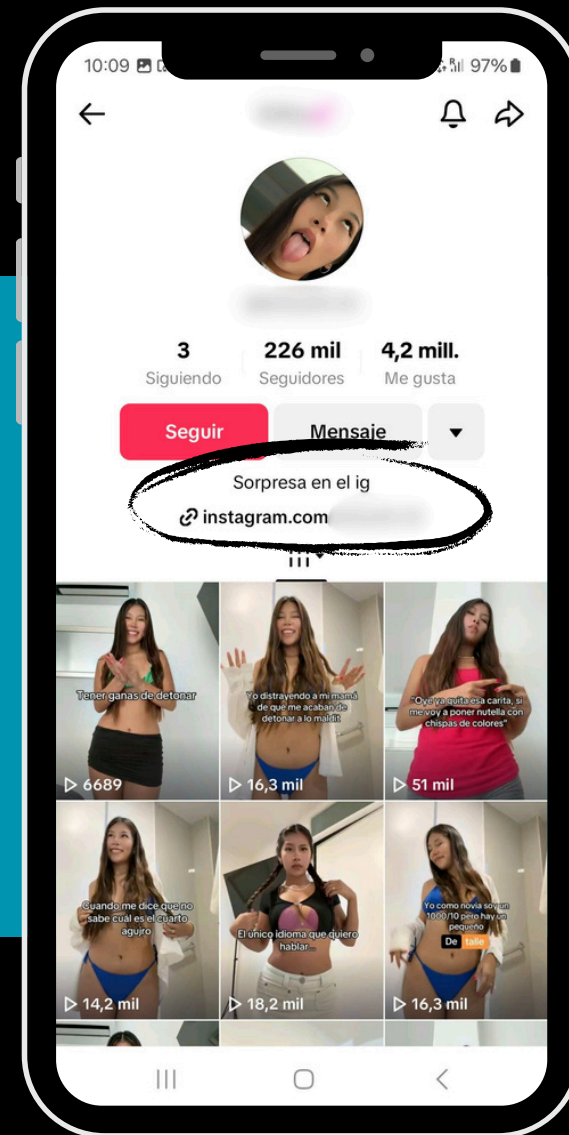 10:09
97%
3
226 mil
4,2 mill.
Siguiendo
Seguidores
Me gusta
Seguir
Mensaje
Sorpresa en el ig
instagram.com
Tener ganas de detonar
6689
Yo distrayendo a mi mamá
de que me acaban de
detonar a lo maldit
16,3 mil
"Oye ya quita esa carita, si
me voy a poner nutella con
chispas de colores"
51 mil
Cuando me dice que no
sabe cuál es el cuarto
agujro
14,2 mil
El único idioma que quiero
hablar...
18,2 mil
Yo como novia soy un
1000/10 pero hay un
pequeño
De talle
16,3 mil